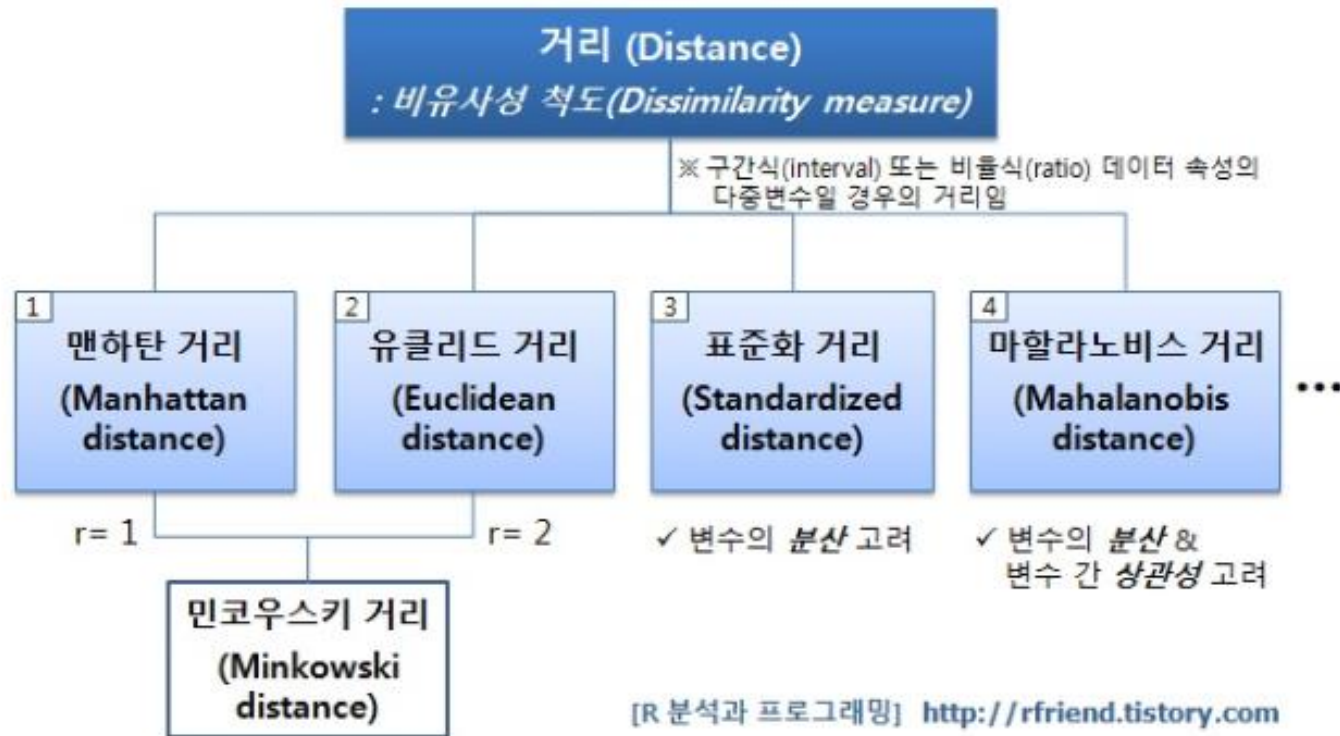 거리 (Distance)
: 비유사성 척도(Dissimilarity measure)
※ 구간식(interval) 또는 비율식(ratio) 데이터 속성의
다중변수일 경우의 거리임
1
맨하탄 거리
(Manhattan
distance)
2
유클리드 거리
(Euclidean
distance)
3
표준화 거리
(Standardized
distance)
4
마할라노비스 거리
(Mahalanobis
distance)
...
r= 1
r= 2
✓ 변수의 분산 고려
✓ 변수의 분산 &
변수 간 상관성 고려
민코우스키 거리
(Minkowski
distance)
[R 분석과 프로그래밍] http://rfriend.tistory.com